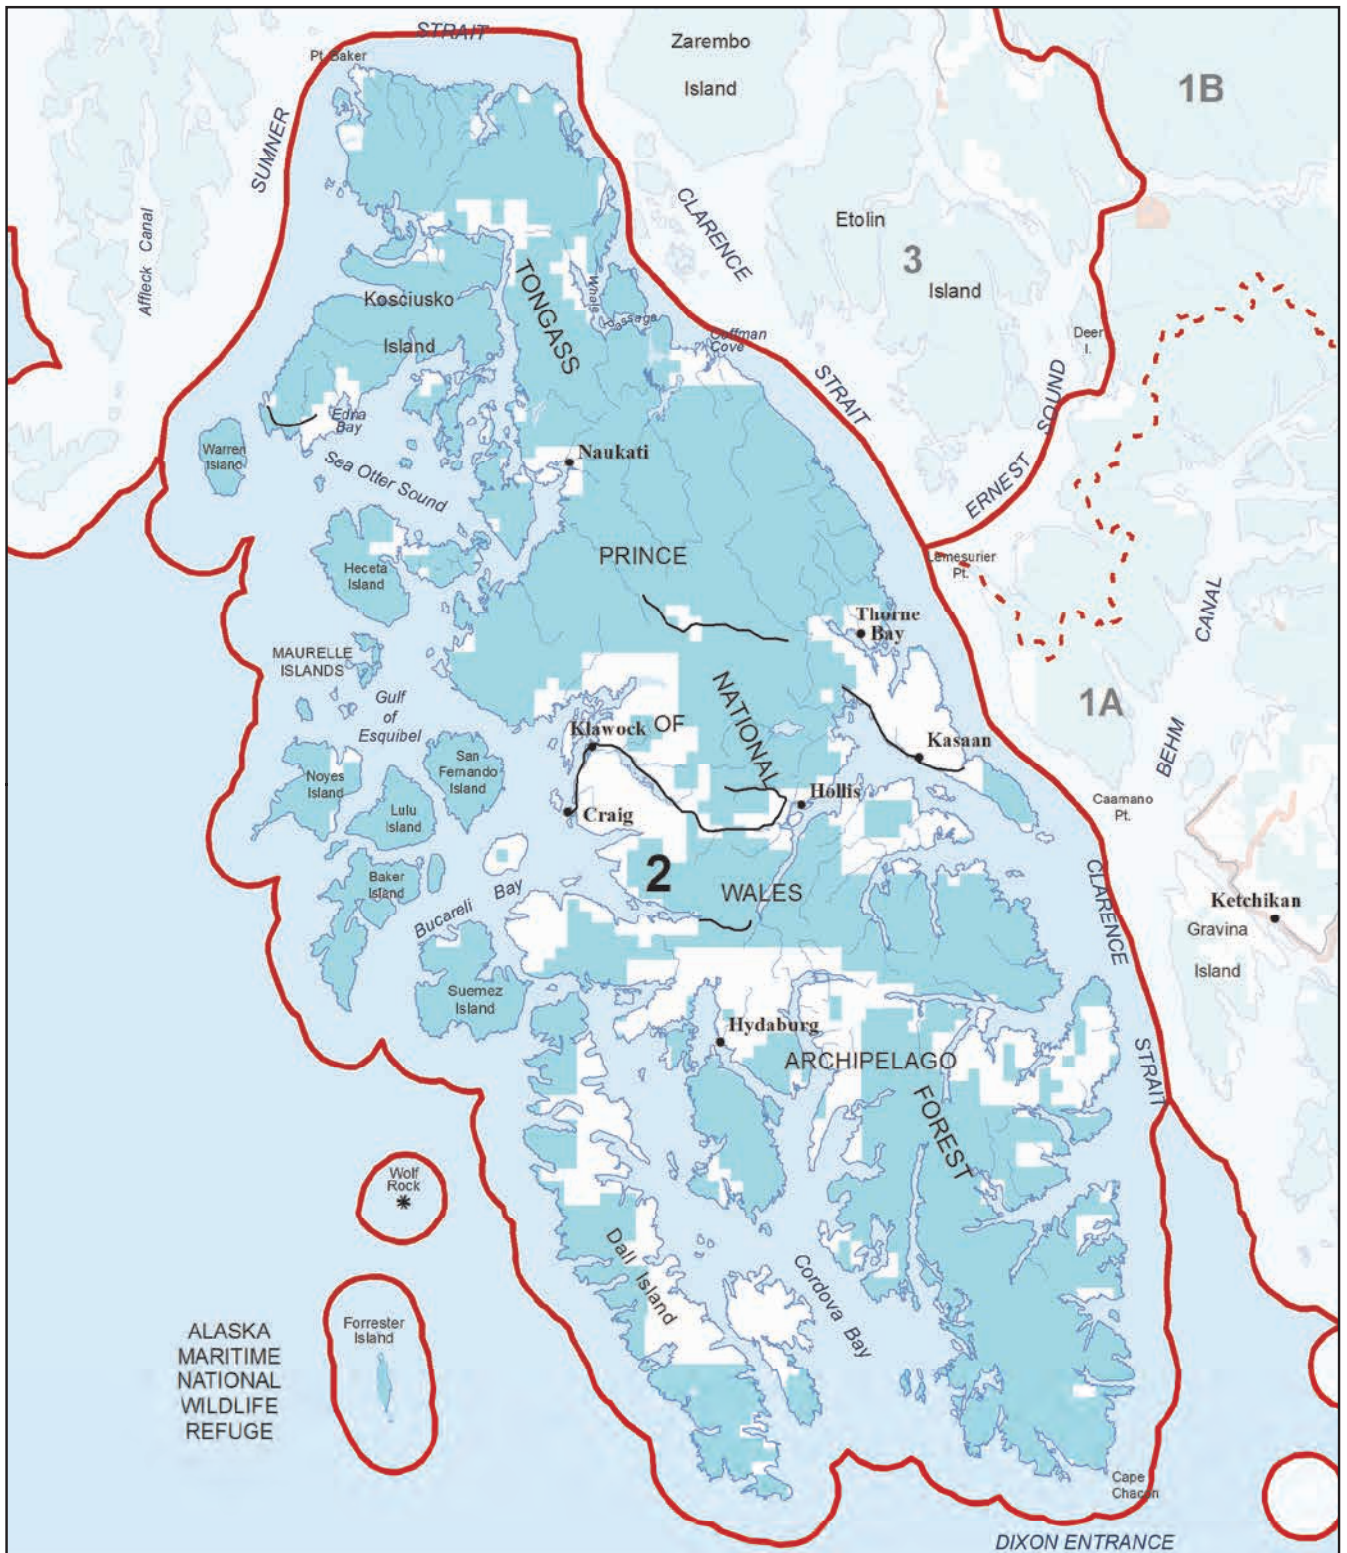 STRAIT
Pt. Baker
Zarembo
Island
1B
SUMNER
CLARENCE
Affleck Canal
Etolin
3
Island
TONGASS
Whale
Passage
Kosciusko
Island
Coffman
Cove
Deer
I.
STRAIT
SOUND
ERNEST
Edna
Bay
Warren
Island
Naukati
Sea Otter Sound
PRINCE
Lemesurier
Pt.
Heceta
Island
CANAL
Thorne
Bay
MAURELLE
ISLANDS
Gulf
of
Esquibel
NATIONAL
1A
BEHM
Klawock
OF
Kasaan
San
Fernando
Island
Noyes
Island
Lulu
Island
Craig
Hollis
Caamano
Pt.
2
WALES
Baker
Island
Bucareli Bay
CLARENCE
Ketchikan
Gravina
Island
Suemez
Island
Hydaburg
ARCHIPELAGO
STRAIT
FOREST
Wolf
Rock
Dall Island
Cordova Bay
Forrester
Island
ALASKA
MARITIME
NATIONAL
WILDLIFE
REFUGE
Cape
Chacon
DIXON ENTRANCE